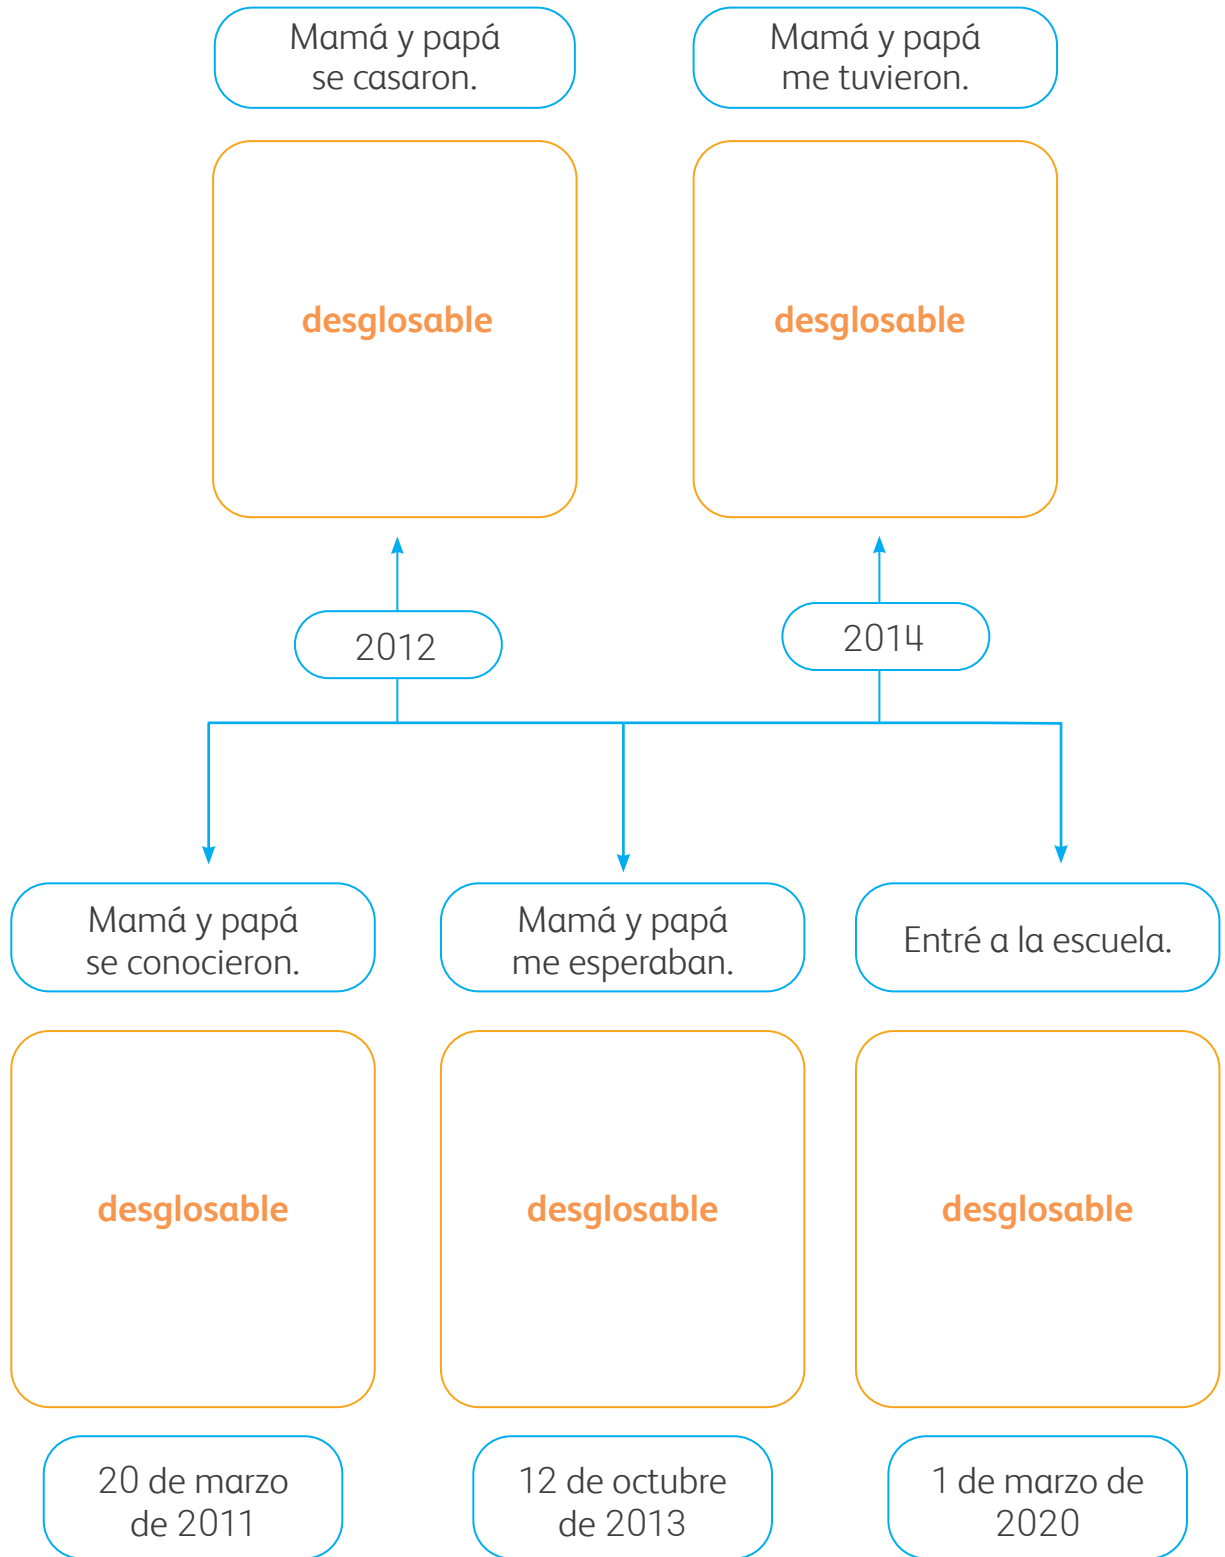 Mamá y papá
se casaron.
Mamá y papá
me tuvieron.
desglosable
desglosable
2012
2014
Mamá y papá
se conocieron.
Mamá y papá
me esperaban.
Entré a la escuela.
desglosable
desglosable
desglosable
20 de marzo
de 2011
12 de octubre
de 2013
1 de marzo de
2020